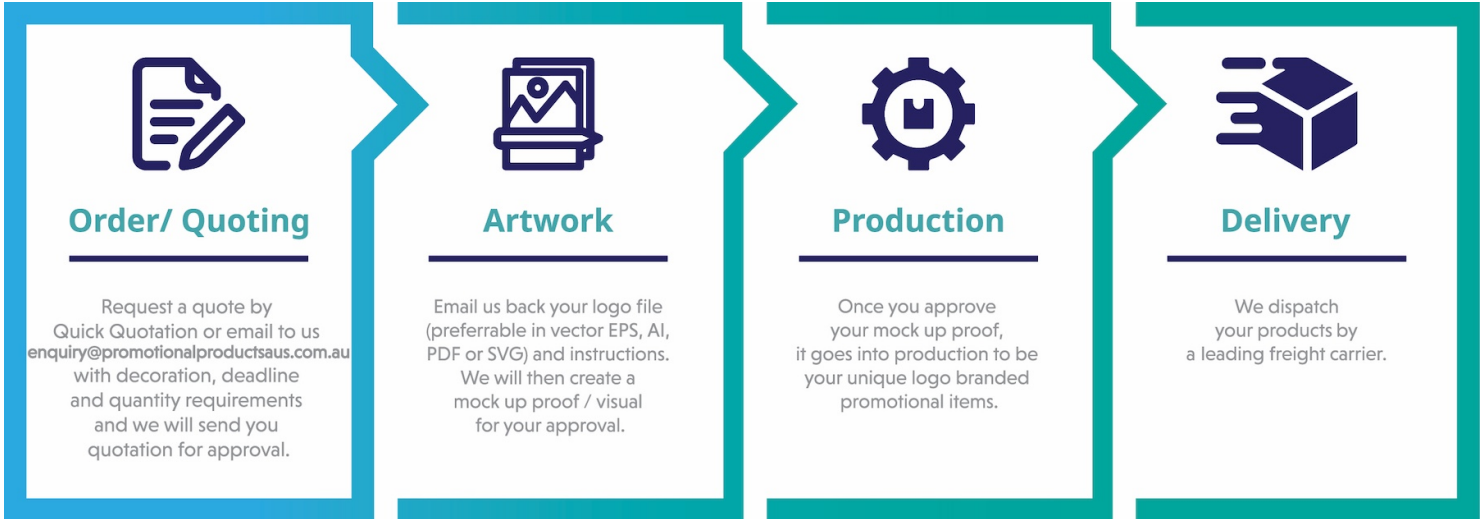 Order/ Quoting
Request a quote by
Quick Quotation or email to us
enquiry@promotionalproductsaus.com.au
with decoration, deadline
and quantity requirements
and we will send you
quotation for approval.
Artwork
Email us back your logo file
(preferrable in vector EPS, AI,
PDF or SVG) and instructions.
We will then create a
mock up proof / visual
for your approval.
Production
Once you approve
your mock up proof,
it goes into production to be
your unique logo branded
promotional items.
Delivery
We dispatch
your products by
a leading freight carrier.